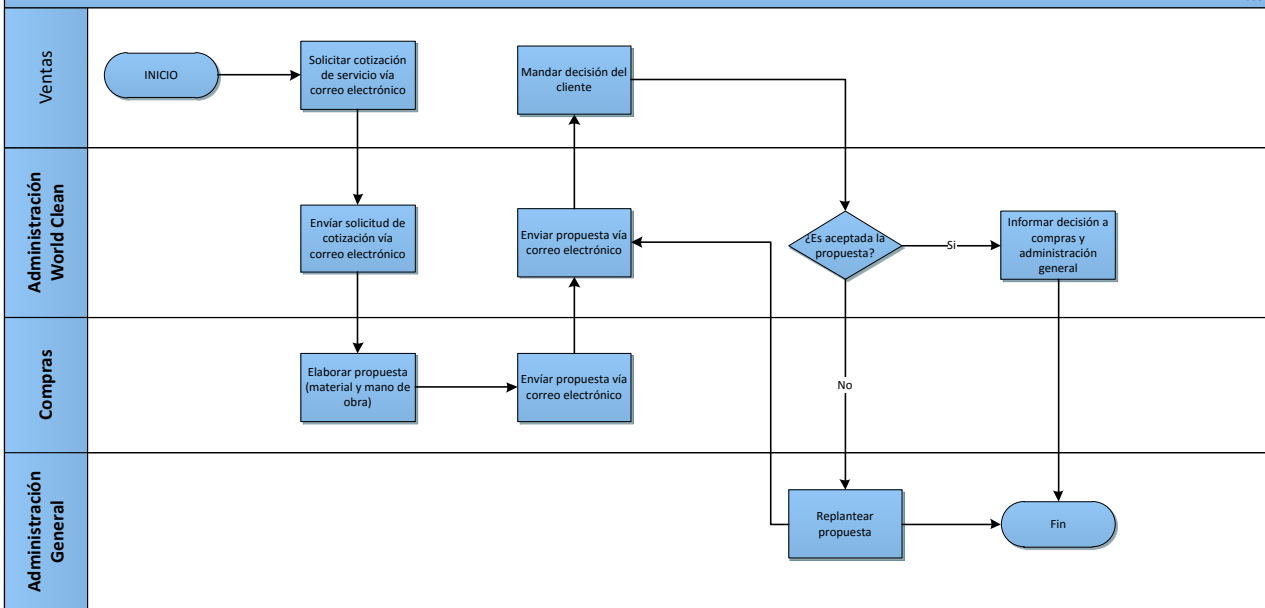 Ventas
INICIO
Solicitar cotización
de servicio vía
correo electrónico
Mandar decisión del
cliente
Administración
World Clean
Envíar solicitud de
cotización vía
correo electrónico
Enviar propuesta vía
correo electrónico
¿Es aceptada la
propuesta?
Si
Informar decisión a
compras y
administración
general
Compras
Elaborar propuesta
(material y mano de
obra)
Envíar propuesta vía
correo electrónico
No
Administración
General
Replantear
propuesta
Fin